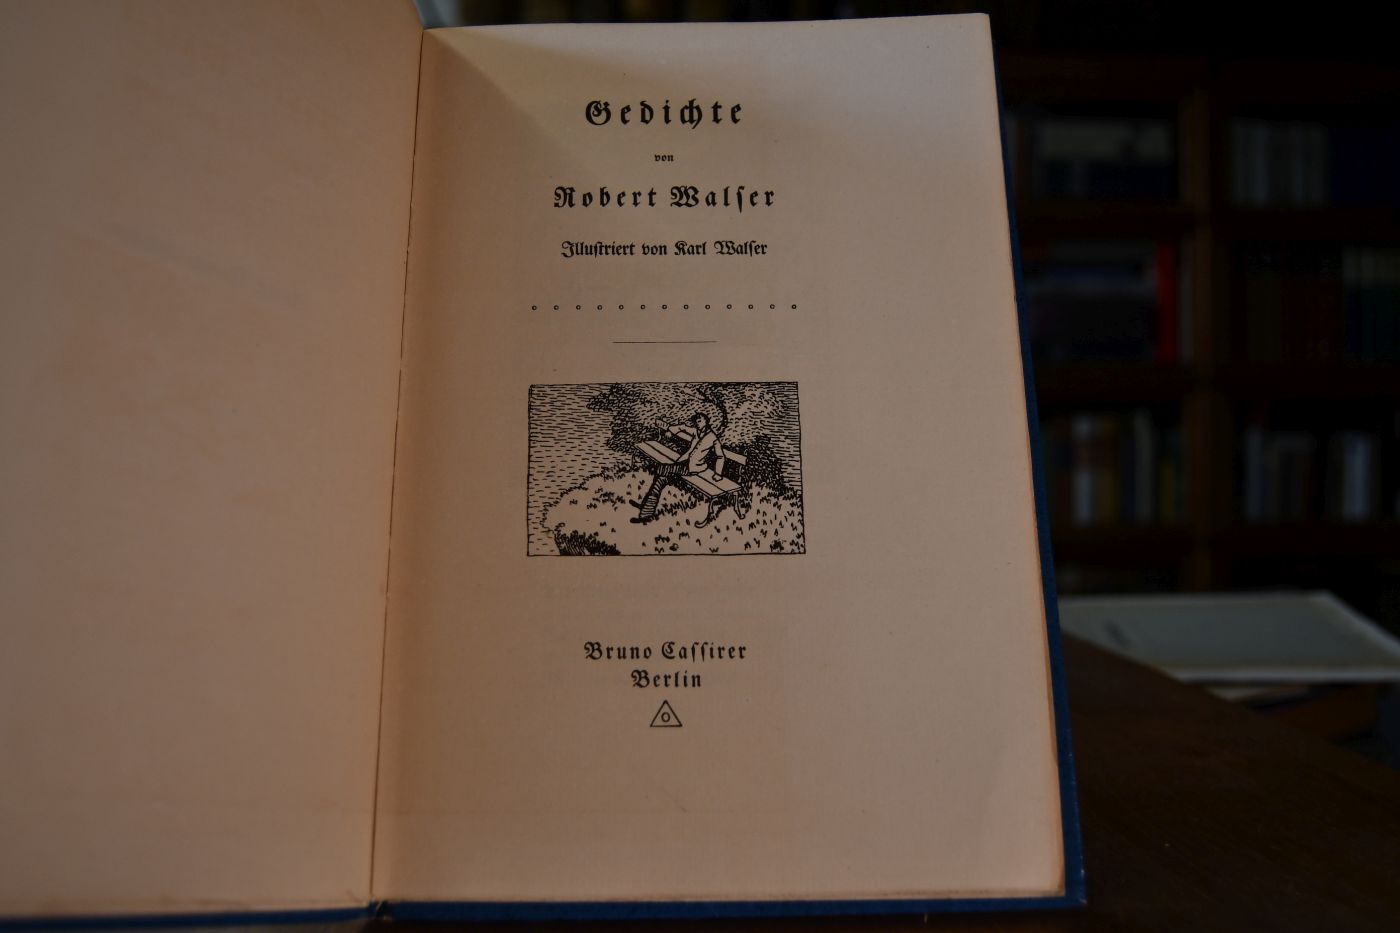 Gedichte
von
Robert Walſer
Illuſtriert von Karl Walſer
Bruno Caſſirer
Berlin
O